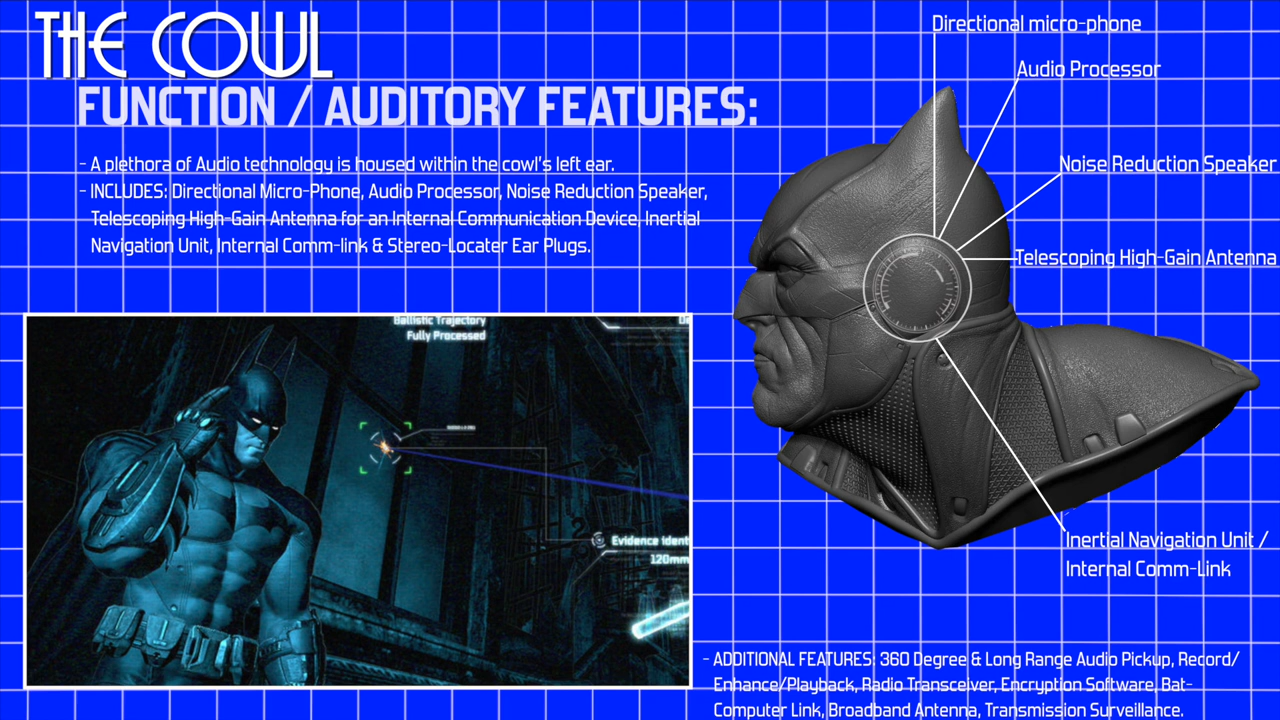 THE COWL
FUNCTION / AUDITORY FEATURES:
- A plethora of Audio technology is housed within the cowl's left ear.
- INCLUDES: Directional Micro-Phone, Audio Processor, Noise Reduction Speaker,
Telescoping High-Gain Antenna for an Internal Communication Device, Inertial
Navigation Unit, Internal Comm-link & Stereo-Locater Ear Plugs.
Directional micro-phone
Audio Processor
Noise Reduction Speaker
Telescoping High-Gain Antenna
Inertial Navigation Unit /
Internal Comm-Link
Ballistic Trajectory
Fully Processed
Evidence ident
120mm
- ADDITIONAL FEATURES: 360 Degree & Long Range Audio Pickup, Record/
Enhance/Playback, Radio Transceiver, Encryption Software, Bat-
Computer Link, Broadband Antenna, Transmission Surveillance.